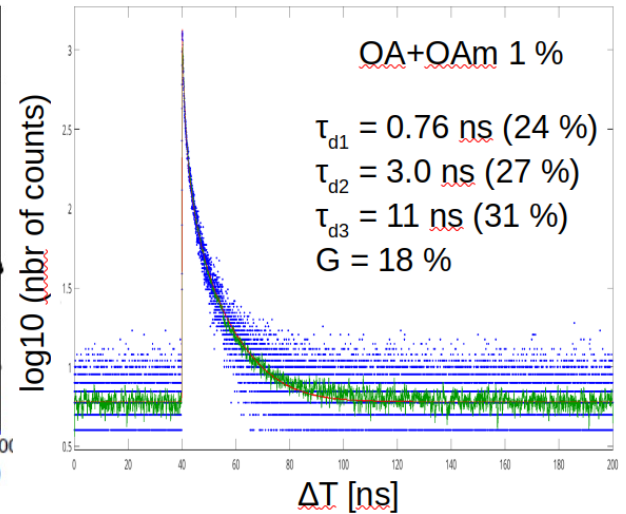 OA+OAm 1 %
τd1 = 0.76 ns (24 %)
τd2 = 3.0 ns (27 %)
τd3 = 11 ns (31 %)
G = 18 %
log10 (nbr of counts)
3
2.5
2
1.5
1
0.5
0 20 40 60 80 100 120 140 160 180 200
ΔT [ns]